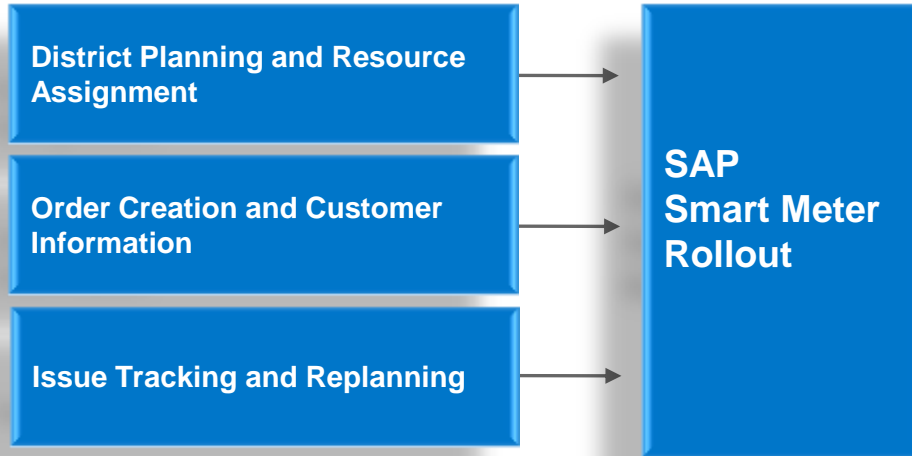 District Planning and Resource
Assignment
Order Creation and Customer
Information
Issue Tracking and Replanning
SAP
Smart Meter
Rollout